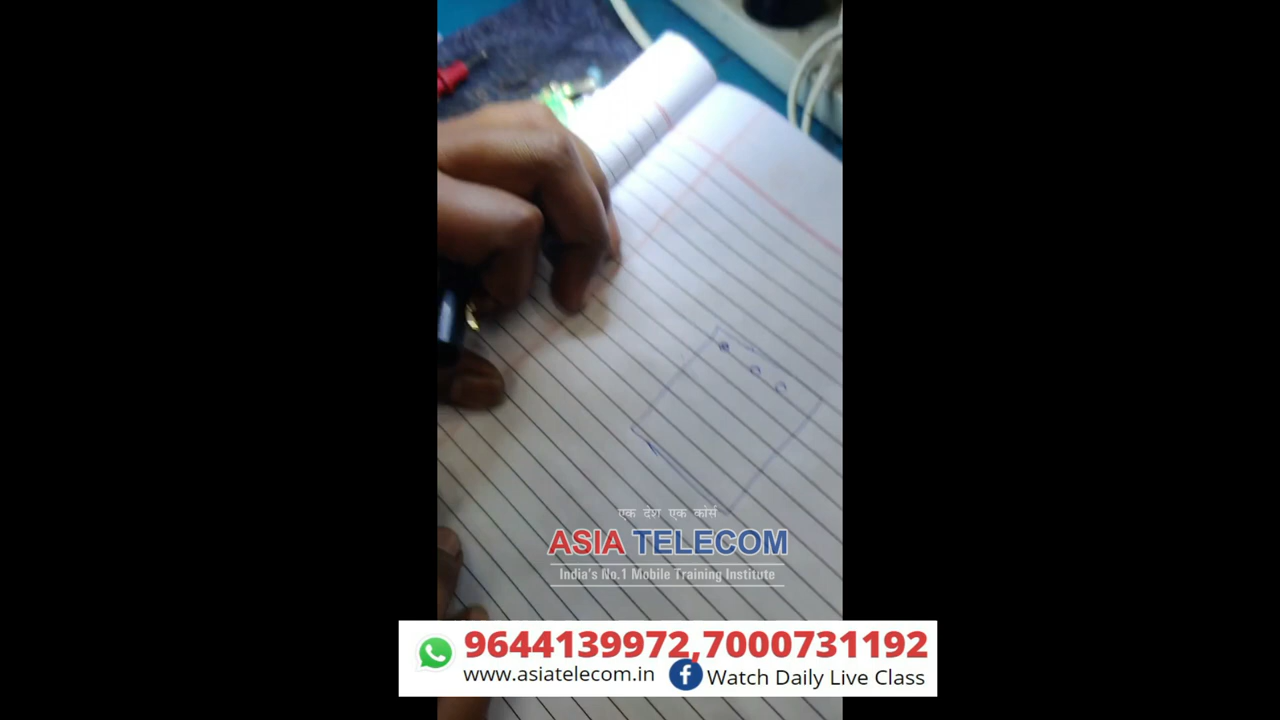 एक देश एक कोर्स
ASIA TELECOM
India's No.1 Mobile Training Institute
9644139972,7000731192
www.asiatelecom.in Watch Daily Live Class